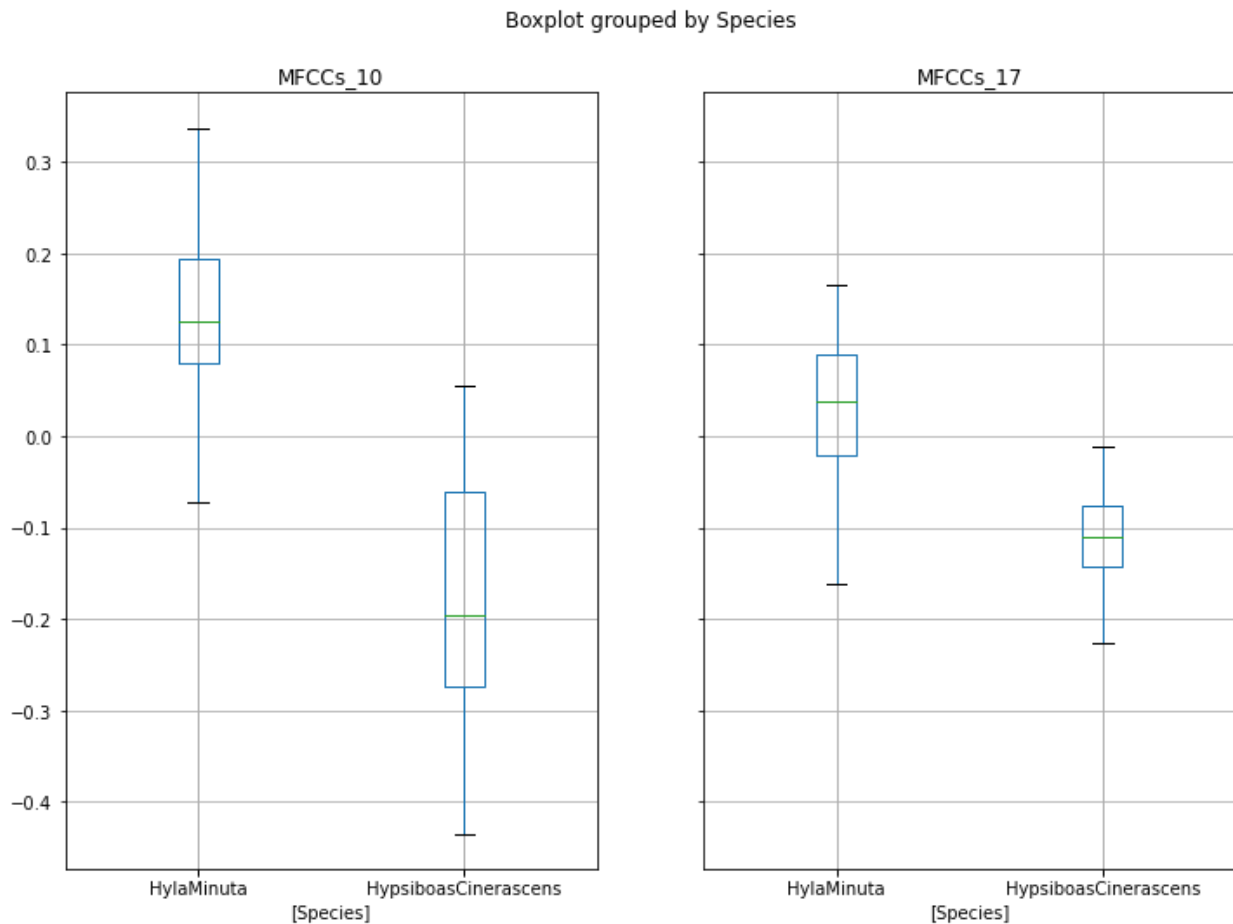 Boxplot grouped by Species
MFCCs_10
MFCCs_17
0.3
0.2
0.1
0.0
−0.1
−0.2
−0.3
−0.4
HylaMinuta HypsiboasCinerascens
[Species]
HylaMinuta HypsiboasCinerascens
[Species]